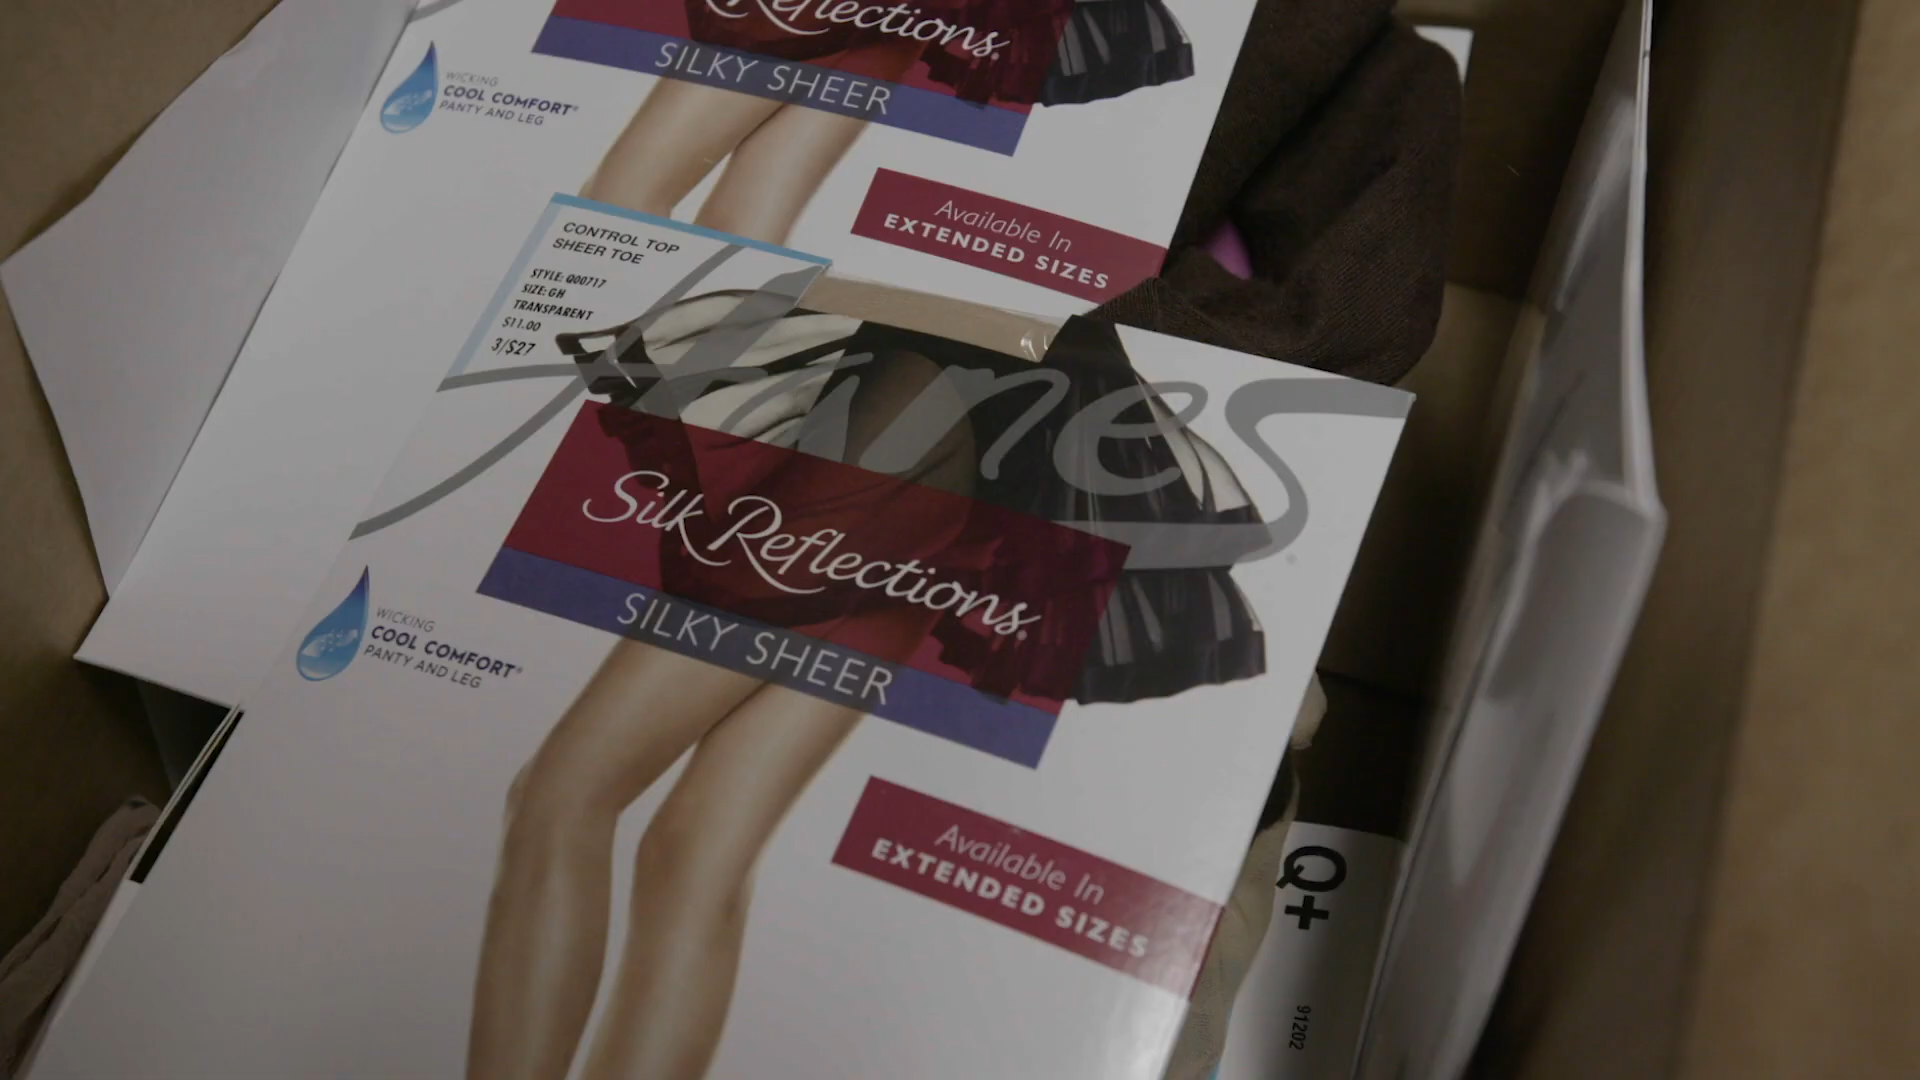 Reflections®
SILKY SHEER
WICKING
COOL COMFORT®
PANTY AND LEG
Available In
EXTENDED SIZES
CONTROL TOP
SHEER TOE
STYLE: Q00717
SIZE: GH
TRANSPARENT
$11.00
3/$27
Hanes®
Silk Reflections®
SILKY SHEER
WICKING
COOL COMFORT®
PANTY AND LEG
Available In
EXTENDED SIZES
Q+
91202